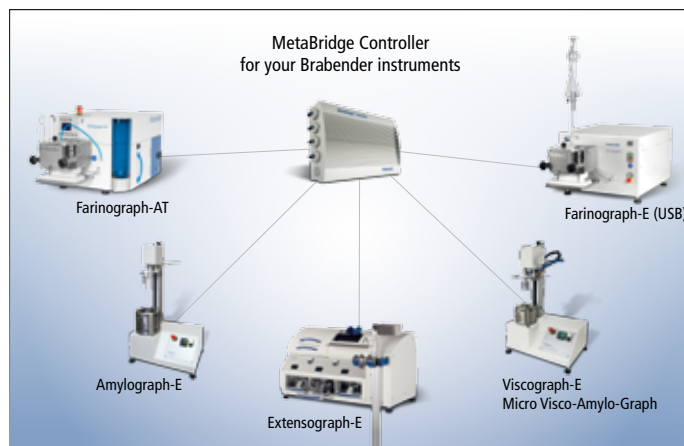 MetaBridge Controller
for your Brabender instruments
Farinograph-AT
Farinograph-E (USB)
Amylograph-E
Viscograph-E
Micro Visco-Amylo-Graph
Extensograph-E